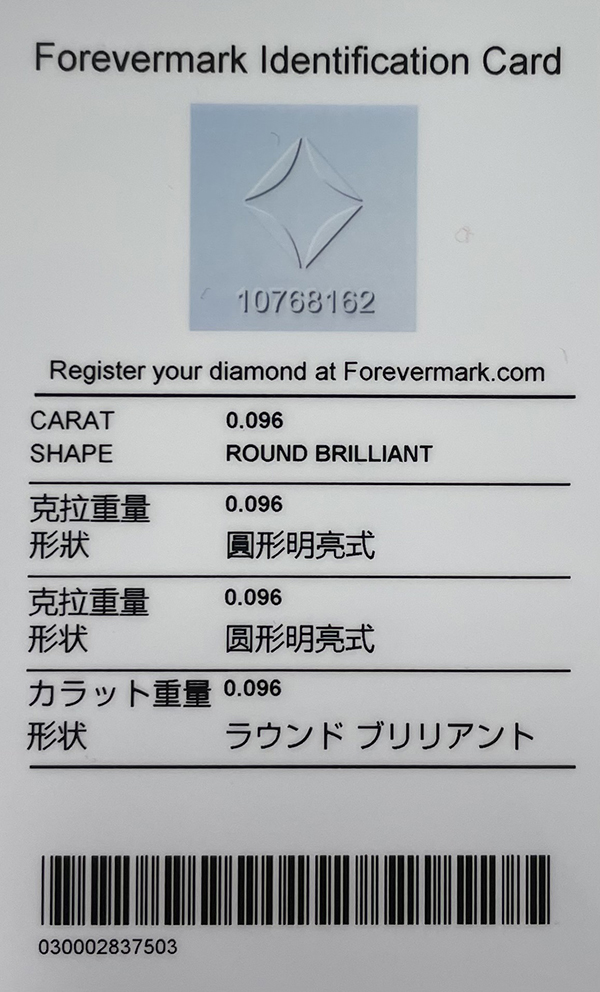 Forevermark Identification Card
10768162
Register your diamond at Forevermark.com
CARAT 0.096
SHAPE ROUND BRILLIANT
克拉重量 0.096
形狀 圓形明亮式
克拉重量 0.096
形状 圆形明亮式
カラット重量 0.096
形状 ラウンド ブリリアント
030002837503